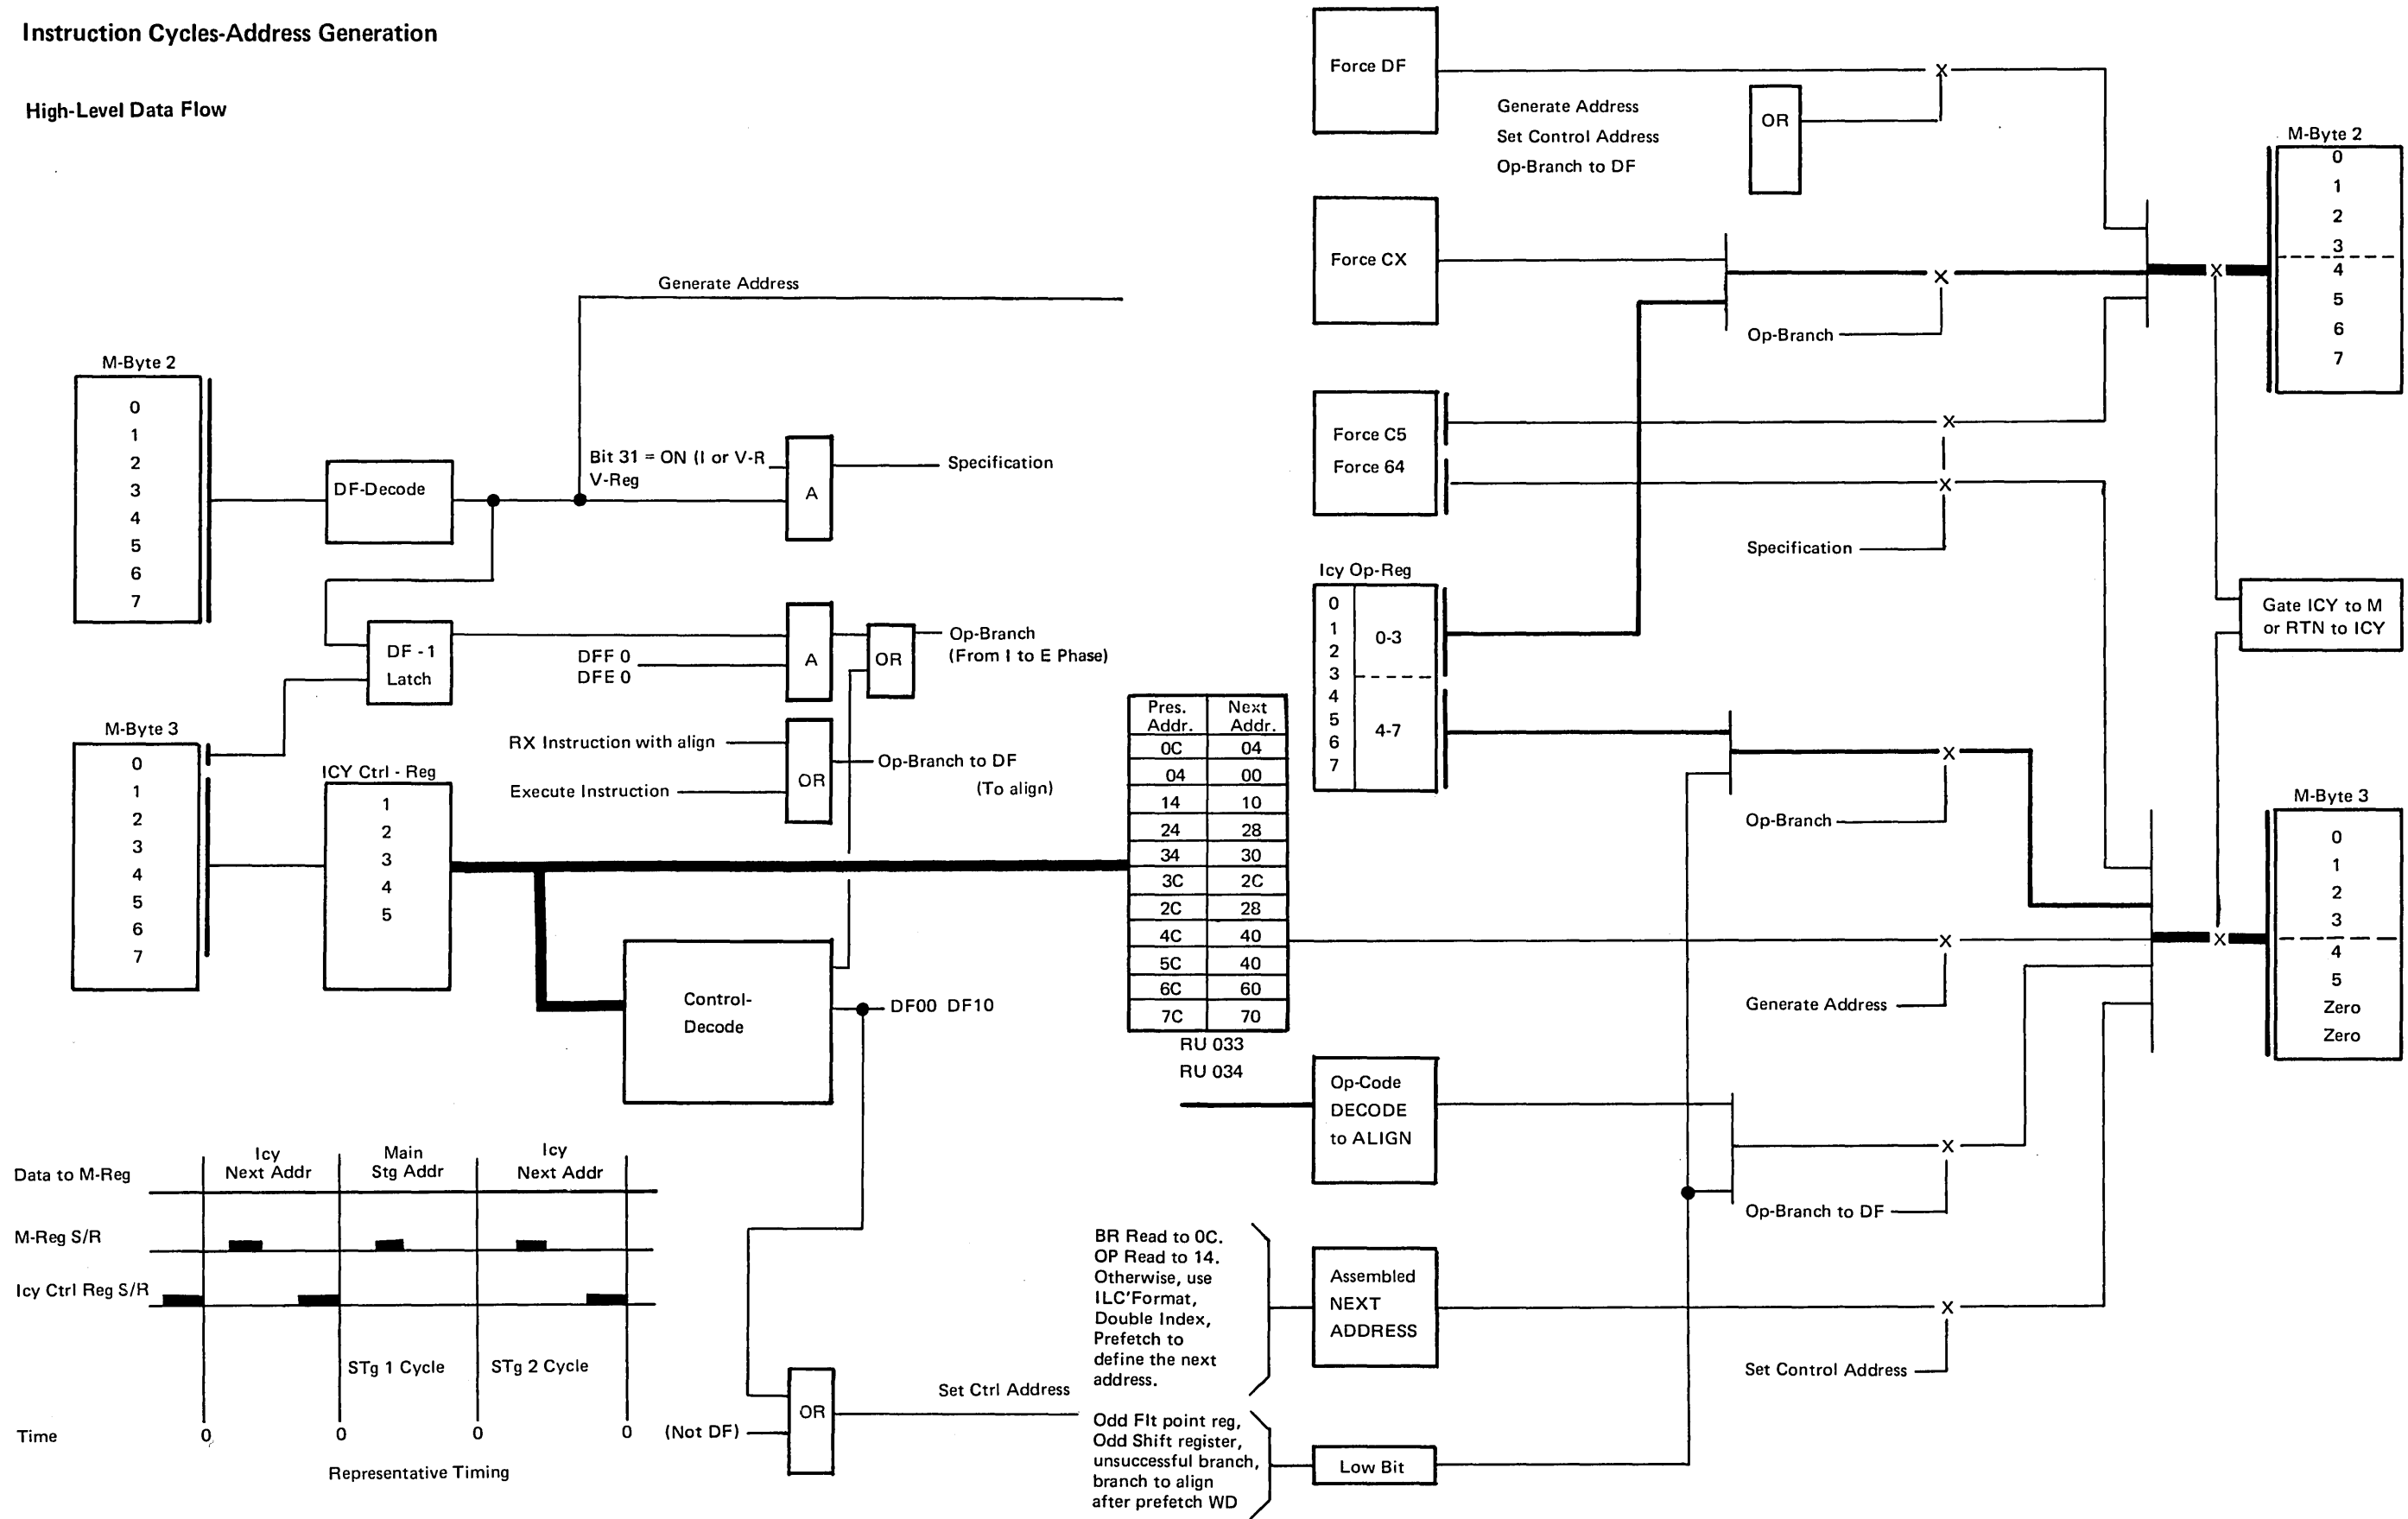 Instruction Cycles-Address Generation
High-Level Data Flow
Generate Address
M-Byte 2
0
1
2
3
4
5
6
7
DF-Decode
Bit 31 = ON (I or V-R
V-Reg
A
Specification
DF -1
Latch
DFF 0
DFE 0
A
OR
Op-Branch
(From I to E Phase)
RX Instruction with align
Execute Instruction
OR
Op-Branch to DF
(To align)
M-Byte 3
0
1
2
3
4
5
6
7
ICY Ctrl - Reg
1
2
3
4
5
Control-
Decode
DF00 DF10
Pres. Next
Addr. Addr.
0C 04
04 00
14 10
24 28
34 30
3C 2C
2C 28
4C 40
5C 40
6C 60
7C 70
RU 033
RU 034
Icy Main Icy
Data to M-Reg Next Addr Stg Addr Next Addr
M-Reg S/R
Icy Ctrl Reg S/R
STg 1 Cycle STg 2 Cycle
Time 0 0 0 0
Representative Timing
(Not DF)
OR
Set Ctrl Address
Force DF
Generate Address
Set Control Address
Op-Branch to DF
OR
X
Force CX
X
Op-Branch
Force C5
Force 64
X
X
Specification
Icy Op-Reg
0
1
2
3
4
5
6
7
0-3
4-7
X
Op-Branch
X
Generate Address
Op-Code
DECODE
to ALIGN
X
Op-Branch to DF
BR Read to 0C.
OP Read to 14.
Otherwise, use
ILC'Format,
Double Index,
Prefetch to
define the next
address.
Assembled
NEXT
ADDRESS
X
Set Control Address
Odd Flt point reg,
Odd Shift register,
unsuccessful branch,
branch to align
after prefetch WD
Low Bit
M-Byte 2
0
1
2
3
4
5
6
7
X
Gate ICY to M
or RTN to ICY
M-Byte 3
0
1
2
3
4
5
Zero
Zero
X